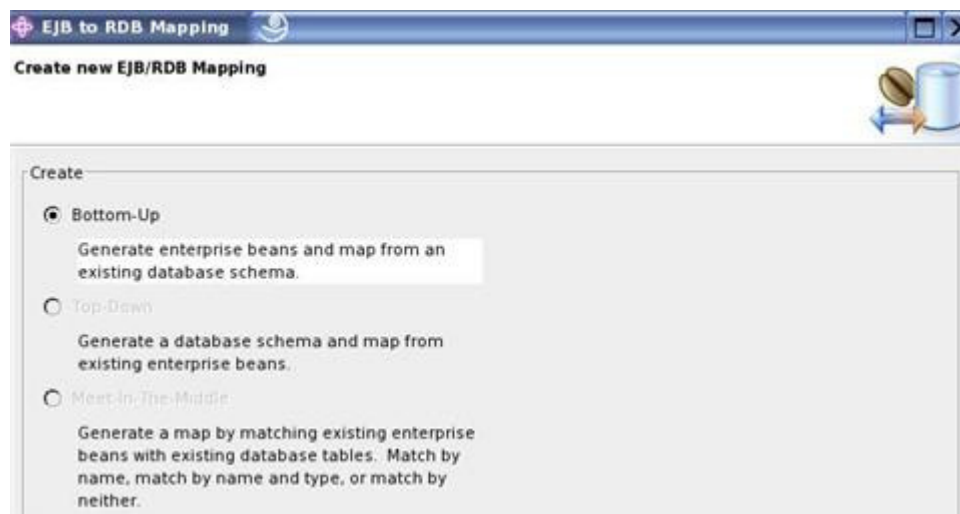 EJB to RDB Mapping
Create new EJB/RDB Mapping
Create
Bottom-Up
Generate enterprise beans and map from an
existing database schema.
Top-Down
Generate a database schema and map from
existing enterprise beans.
Meet-In-The-Middle
Generate a map by matching existing enterprise
beans with existing database tables.  Match by
name, match by name and type, or match by
neither.